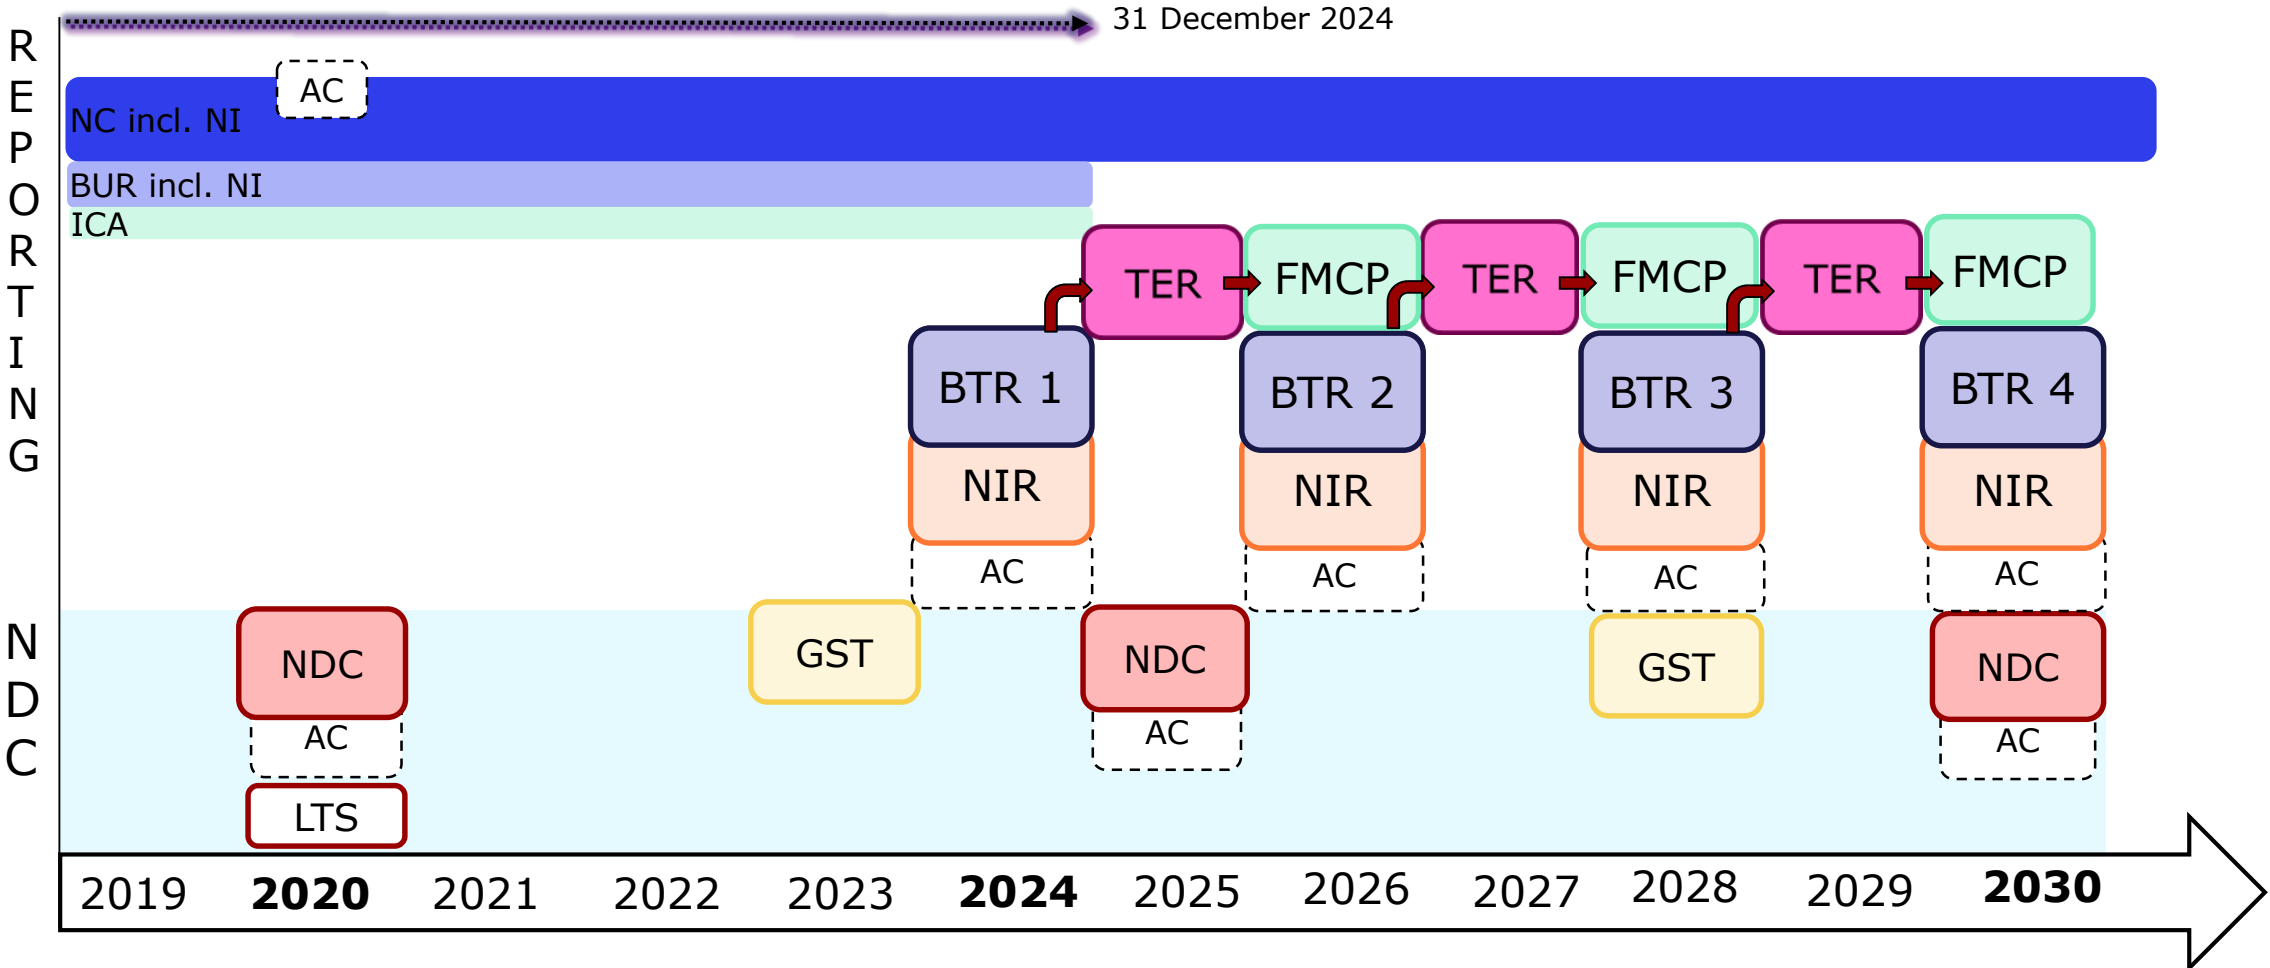 31 December 2024
REPORTING
AC
NC incl. NI
BUR incl. NI
ICA
TER
FMCP
TER
FMCP
TER
FMCP
BTR 1
BTR 2
BTR 3
BTR 4
NIR
NIR
NIR
NIR
AC
AC
AC
AC
NDC
NDC
GST
NDC
GST
NDC
AC
AC
AC
LTS
2019 2020 2021 2022 2023 2024 2025 2026 2027 2028 2029 2030